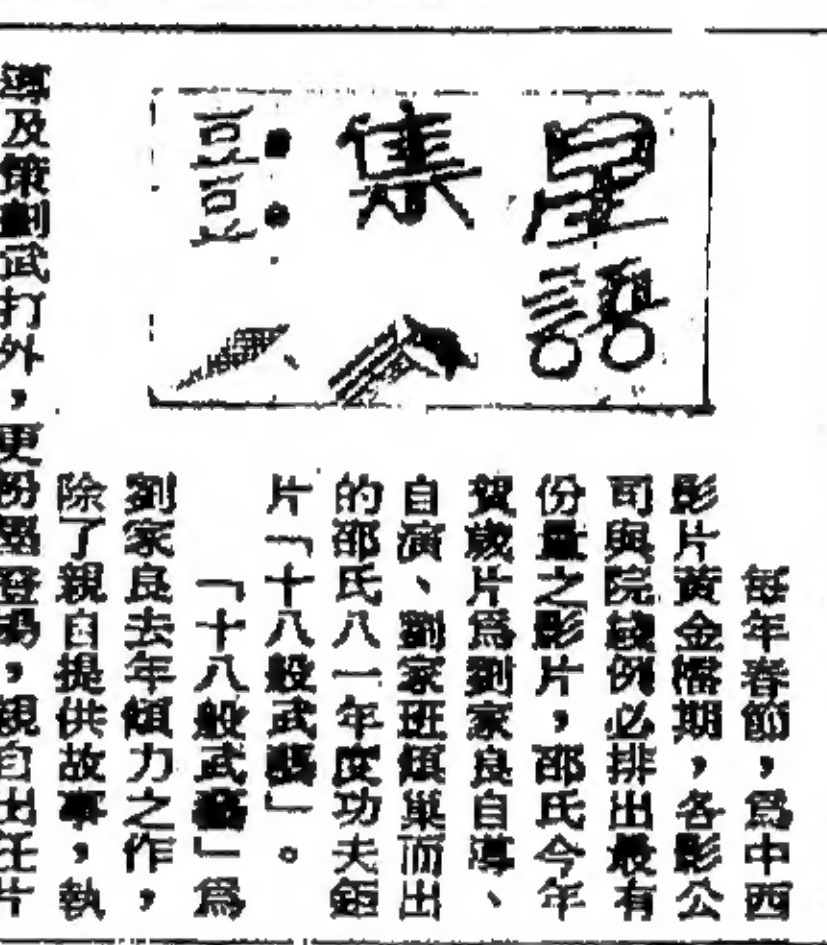 星語
集
每年春節，爲中西
影片黃金檔期，各影公
司與院綫例必排出最有
份量之影片，邵氏今年
賀歲片爲劉家良自導、
自演、劉家班傾巢而出
的邵氏八一年度功夫鉅
片「十八般武藝」。
「十八般武藝」爲
劉家良去年傾力之作，
除了親自提供故事，執
導及策劃武打外，更粉墨登場，親自出任片